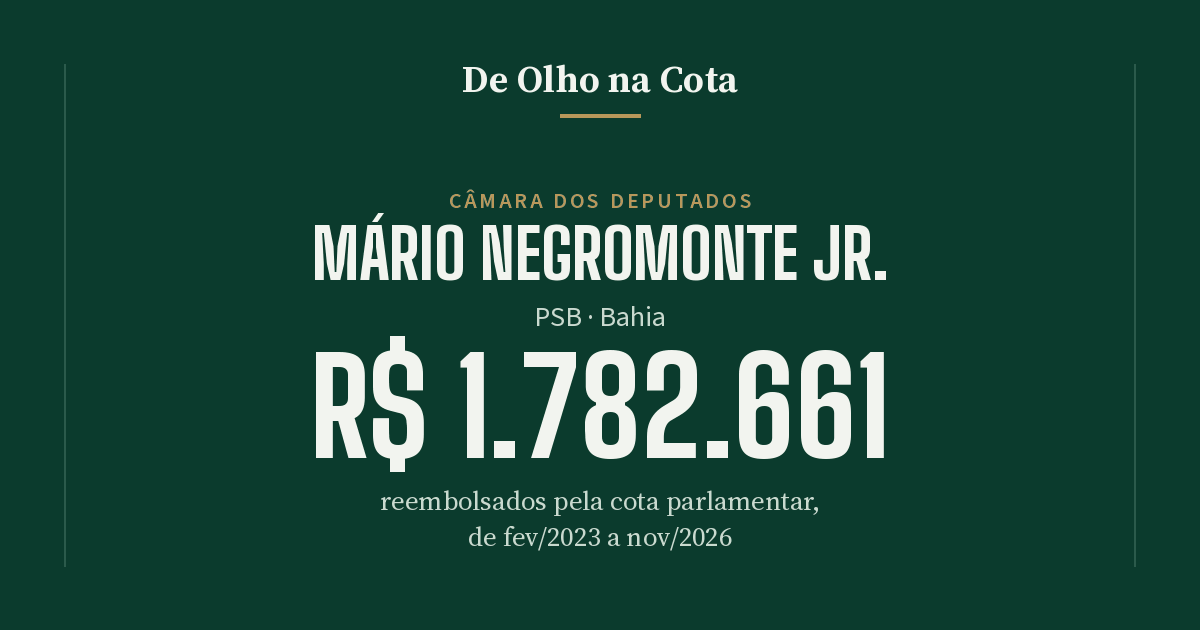 De Olho na Cota
CÂMARA DOS DEPUTADOS
MÁRIO NEGROMONTE JR.
PSB · Bahia
R$ 1.782.661
reembolsados pela cota parlamentar,
de fev/2023 a nov/2026